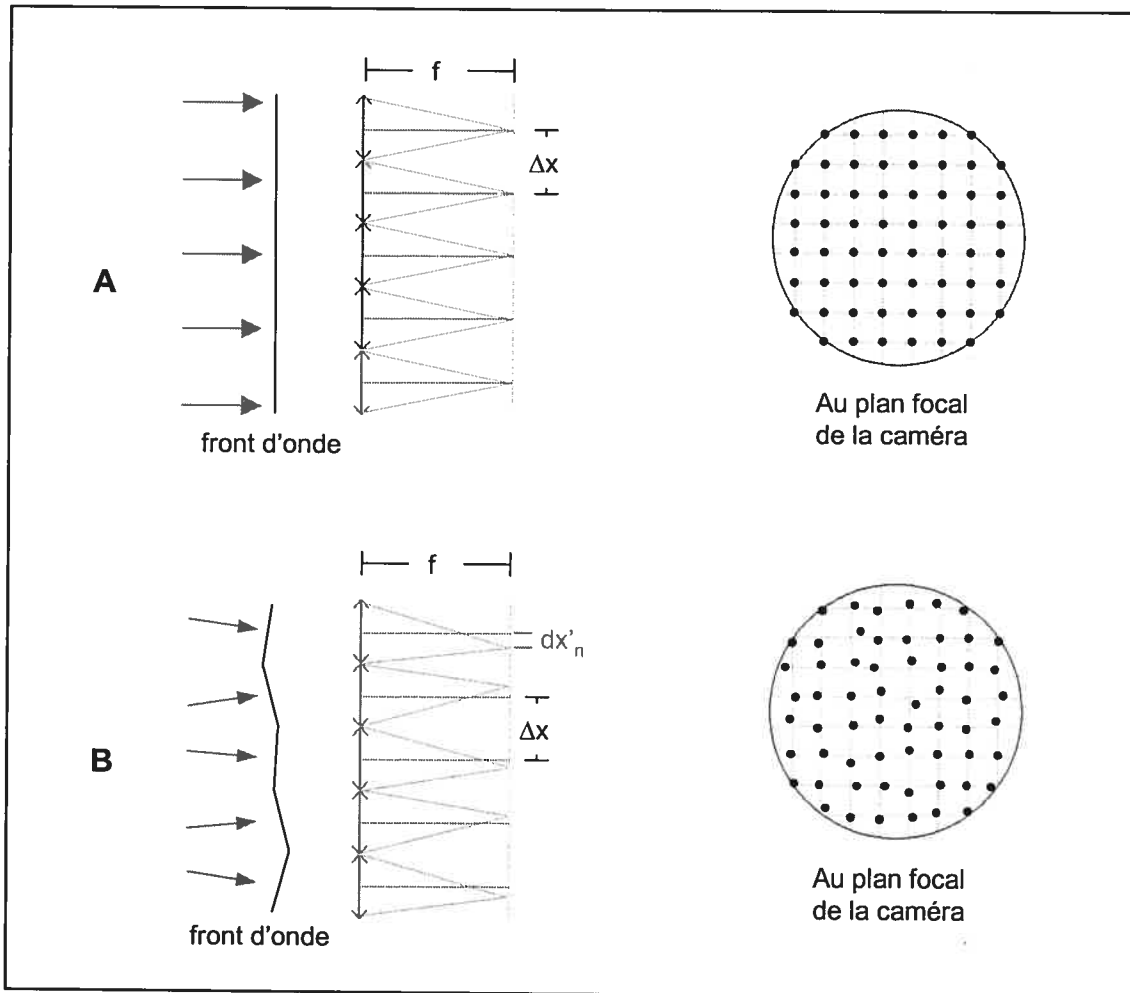 f
Δx
A
front d'onde
Au plan focal
de la caméra
f
dx'n
Δx
B
front d'onde
Au plan focal
de la caméra